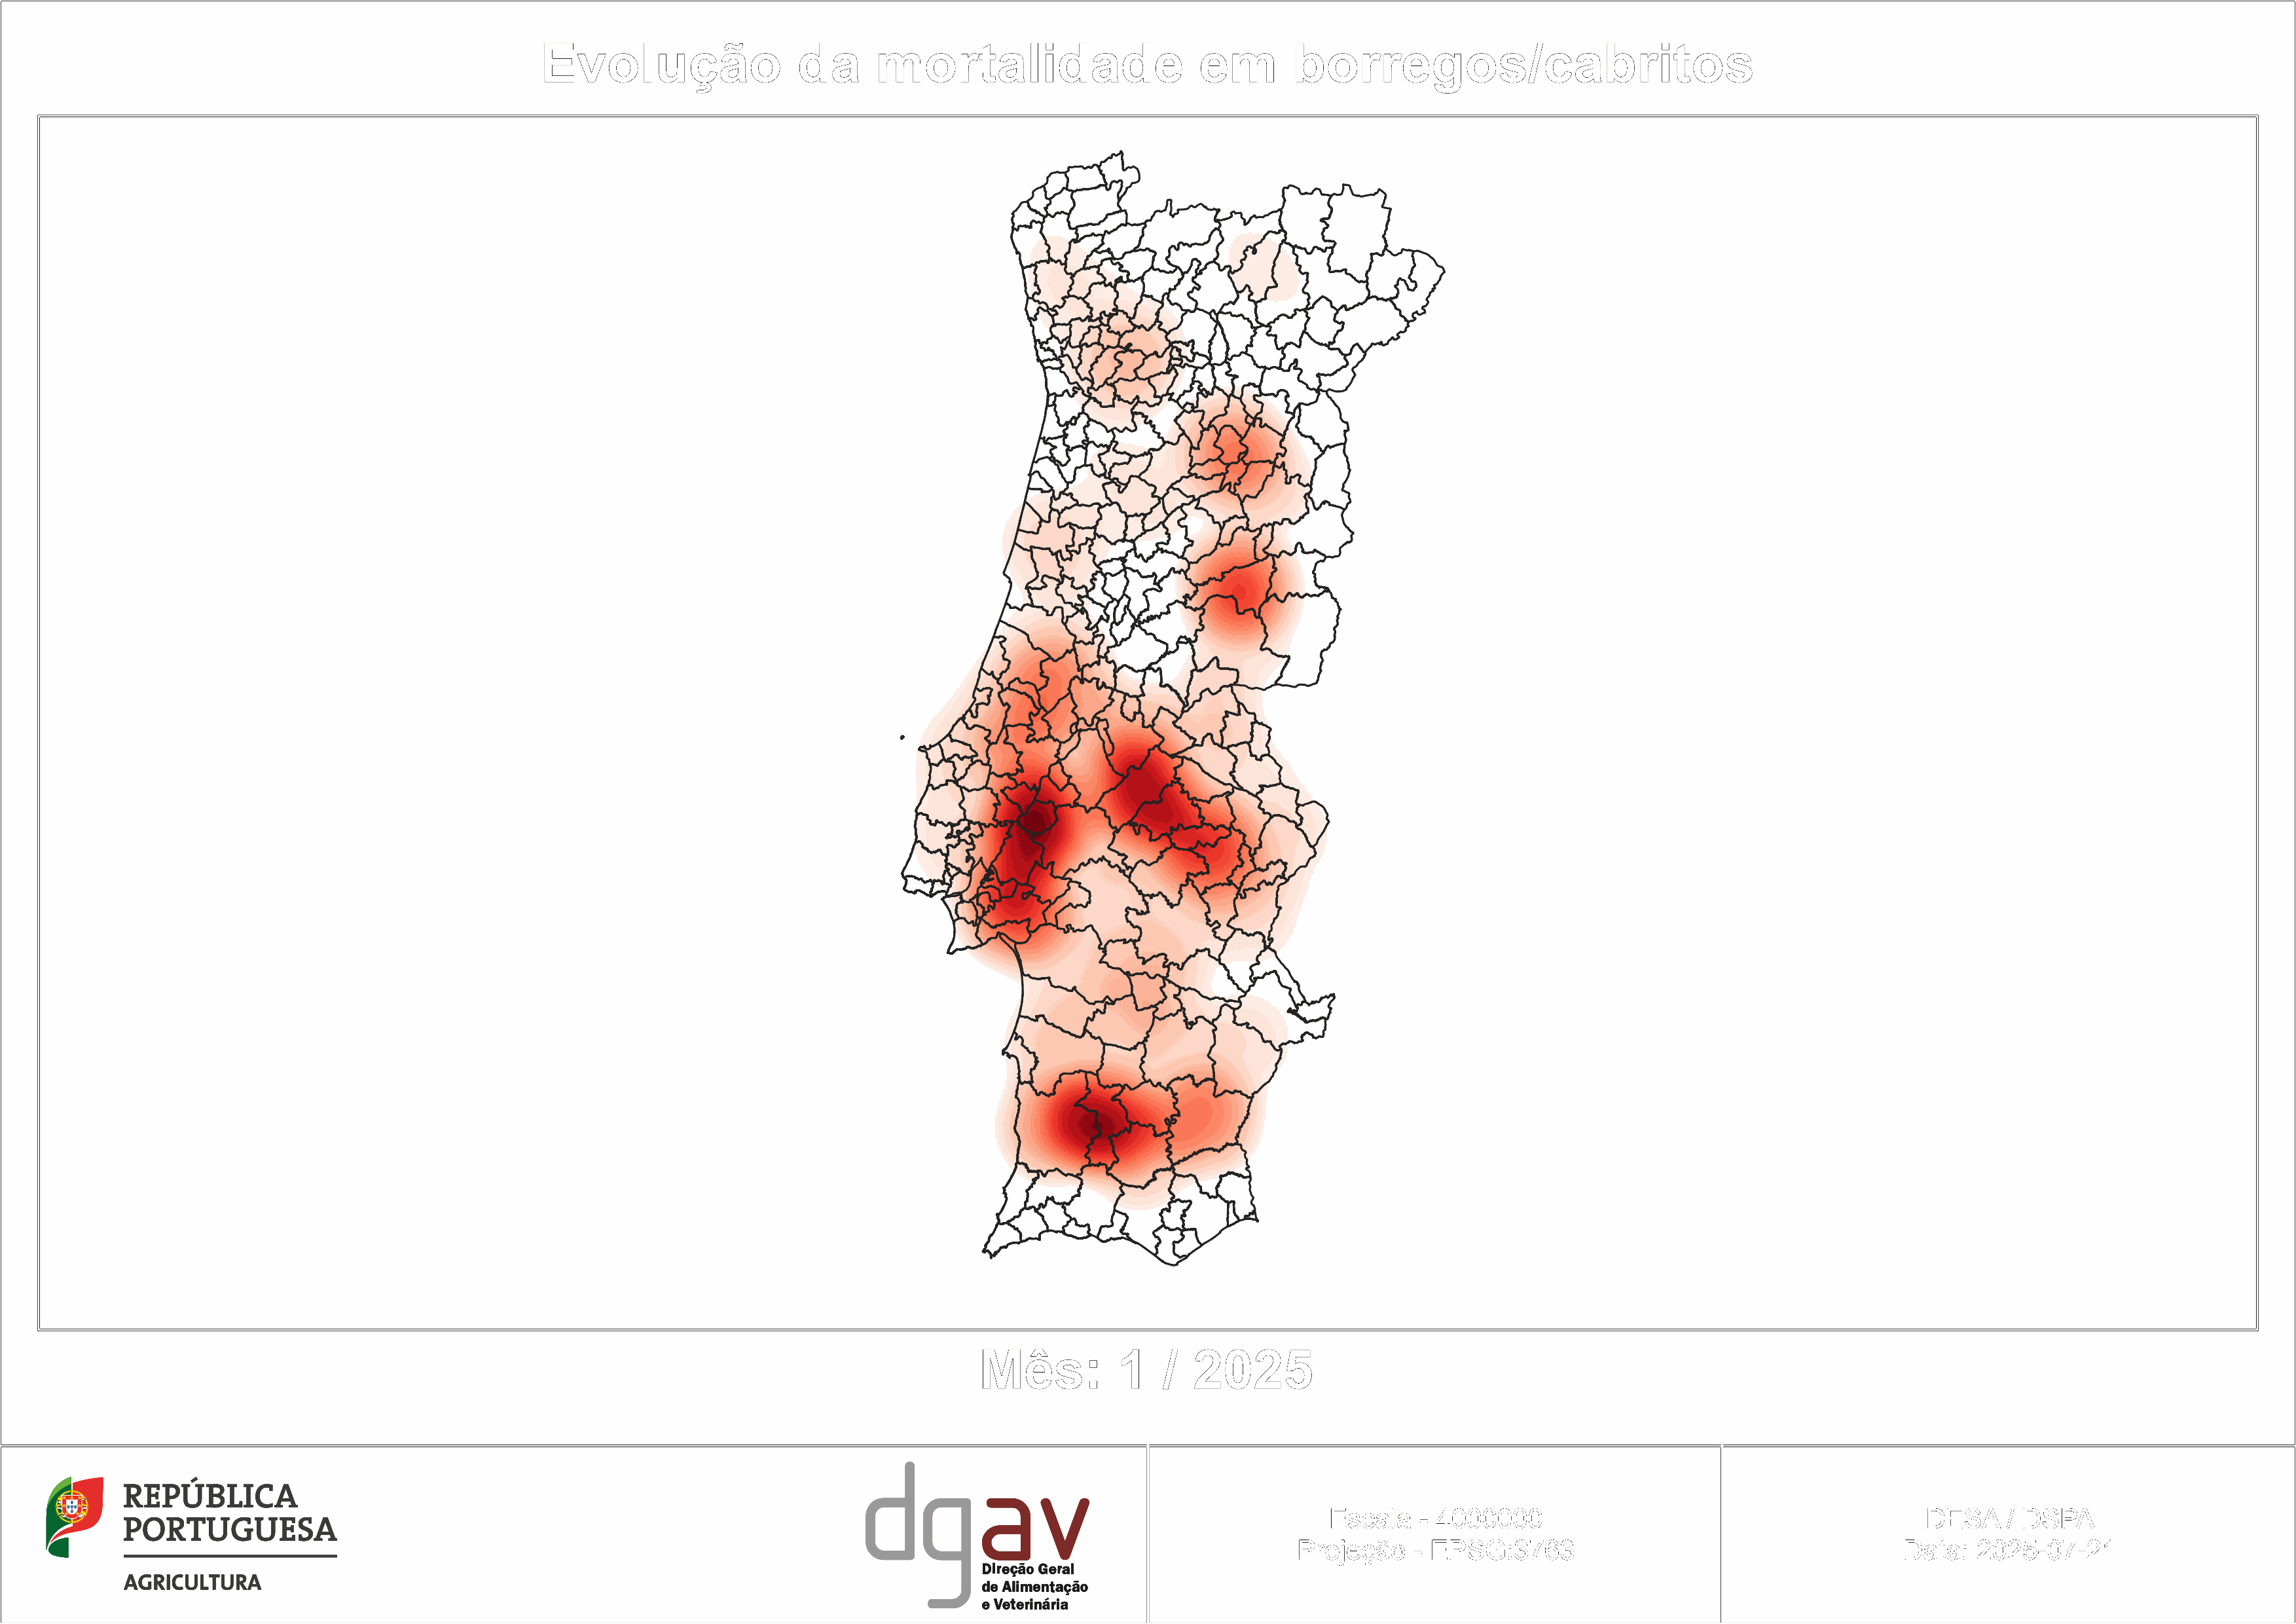 Evolução da mortalidade em borregos/cabritos
Mês: 1 / 2025
REPÚBLICA
PORTUGUESA
AGRICULTURA
dgav
Direção Geral
de Alimentação
e Veterinária
Escala - 4000000
Projeção - EPSG:3763
DESA / DSPA
Data: 2025-07-21